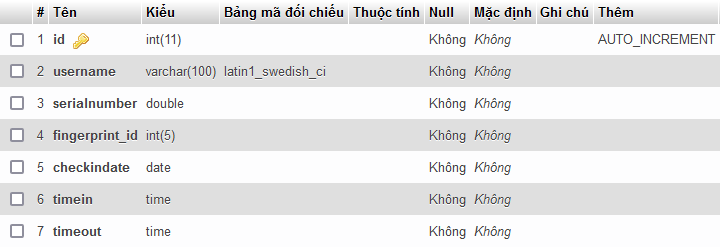 # Tên Kiểu Bảng mã đối chiếu Thuộc tính Null Mặc định Ghi chú Thêm
1 id int(11) Không Không AUTO_INCREMENT
2 username varchar(100) latin1_swedish_ci Không Không
3 serialnumber double Không Không
4 fingerprint_id int(5) Không Không
5 checkindate date Không Không
6 timein time Không Không
7 timeout time Không Không